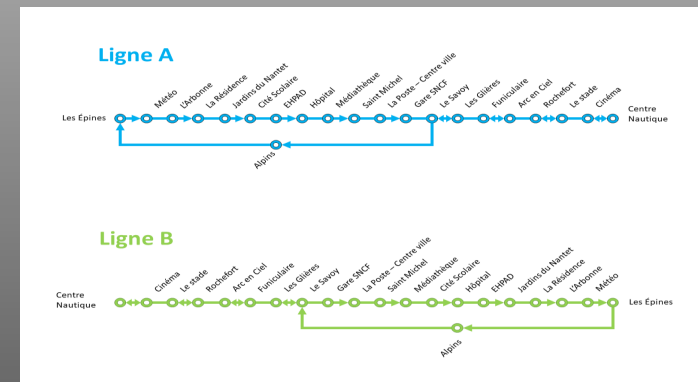 Ligne A
Les Épines
Météo
L'Arbonne
La Résidence
Jardins du Nantet
Cité Scolaire
EHPAD
Hôpital
Médiathèque
Saint Michel
La Poste – Centre ville
Gare SNCF
Le Savoy
Les Glières
Funiculaire
Arc en Ciel
Rochefort
Le stade
Cinéma
Centre
Nautique
Alpins
Ligne B
Centre
Nautique
Cinéma
Le stade
Rochefort
Arc en Ciel
Funiculaire
Les Glières
Le Savoy
Gare SNCF
La Poste – Centre ville
Saint Michel
Médiathèque
Cité Scolaire
Hôpital
EHPAD
Jardins du Nantet
La Résidence
L'Arbonne
Météo
Les Épines
Alpins